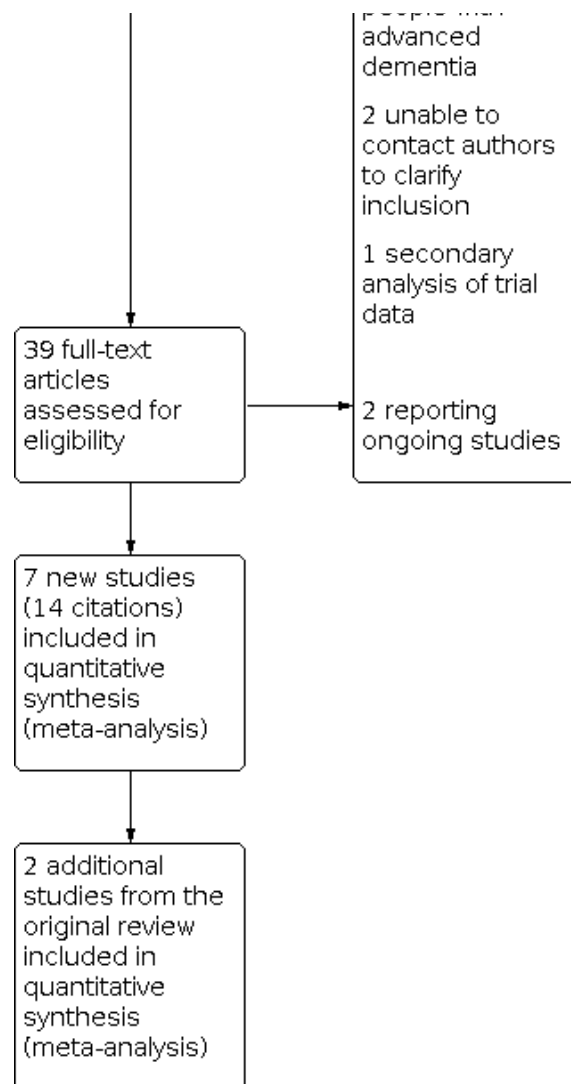 advanced
dementia
2 unable to
contact authors
to clarify
inclusion
1 secondary
analysis of trial
data
2 reporting
ongoing studies
39 full-text
articles
assessed for
eligibility
7 new studies
(14 citations)
included in
quantitative
synthesis
(meta-analysis)
2 additional
studies from the
original review
included in
quantitative
synthesis
(meta-analysis)